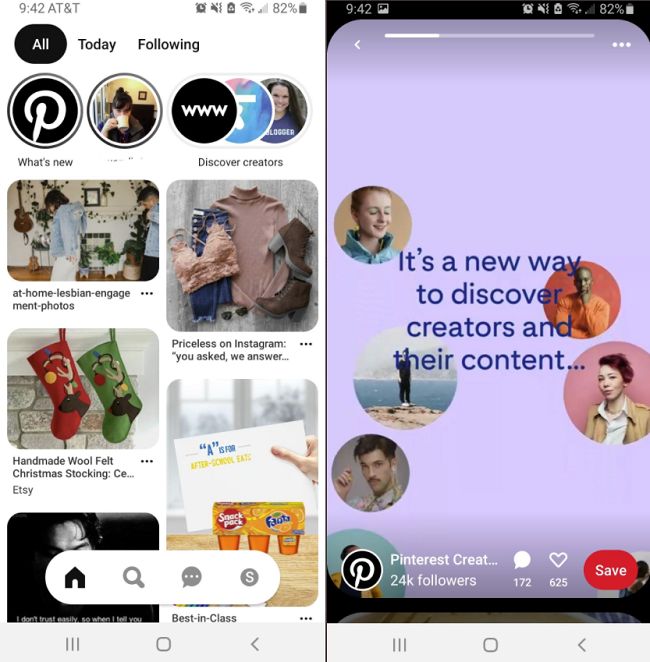 9:42 AT&T
82%
All
Today
Following
www
BLOGGER
What's new
Discover creators
at-home-lesbian-engage
ment-photos
Priceless on Instagram:
"you asked, we answer...
Handmade Wool Felt
Christmas Stocking: Ce...
Etsy
"A" IS FOR
AFTER-SCHOOL EATS
Snack
Pack
Fanta
I don't trust easily, so when I tell you
S
Best-in-Class
9:42
82%
It's a new way
to discover
creators and
their content...
Pinterest Creat...
24k followers
172
625
Save